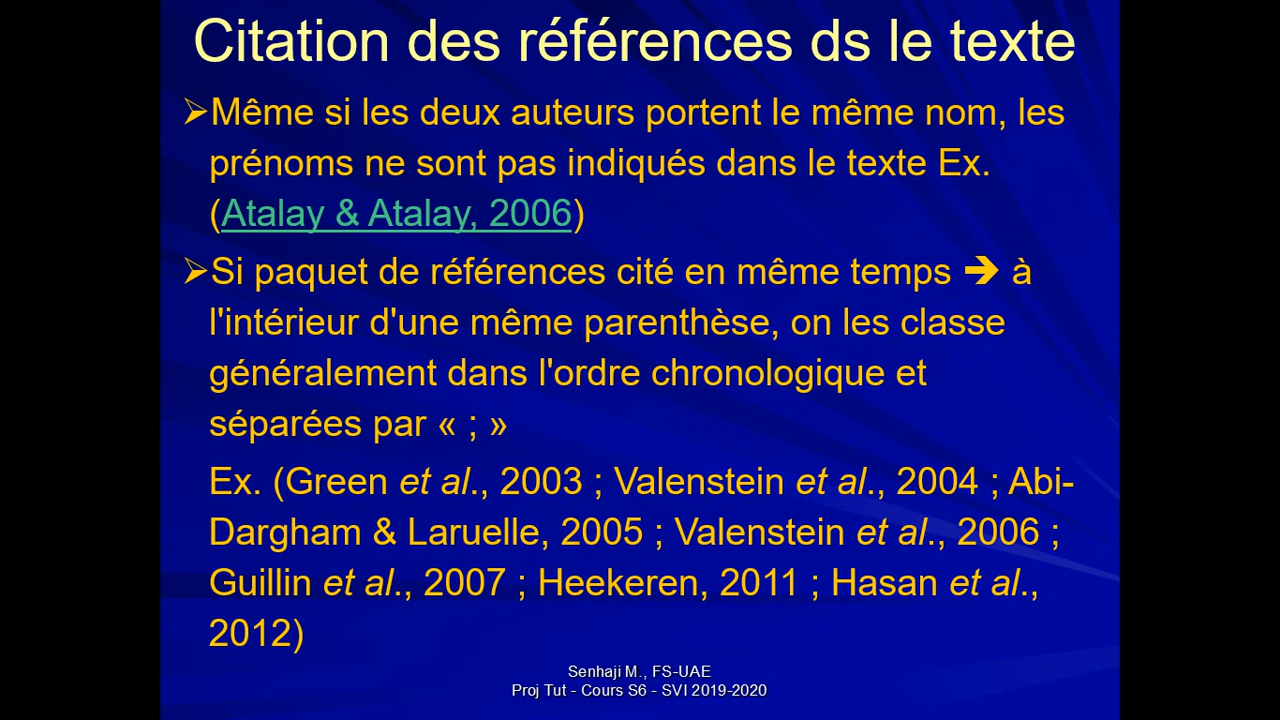 Citation des références ds le texte
➢Même si les deux auteurs portent le même nom, les
prénoms ne sont pas indiqués dans le texte Ex.
(Atalay & Atalay, 2006)
➢Si paquet de références cité en même temps ➔ à
l'intérieur d'une même parenthèse, on les classe
généralement dans l'ordre chronologique et
séparées par « ; »
Ex. (Green et al., 2003 ; Valenstein et al., 2004 ; Abi-
Dargham & Laruelle, 2005 ; Valenstein et al., 2006 ;
Guillin et al., 2007 ; Heekeren, 2011 ; Hasan et al.,
2012)
Senhaji M., FS-UAE
Proj Tut - Cours S6 - SVI 2019-2020